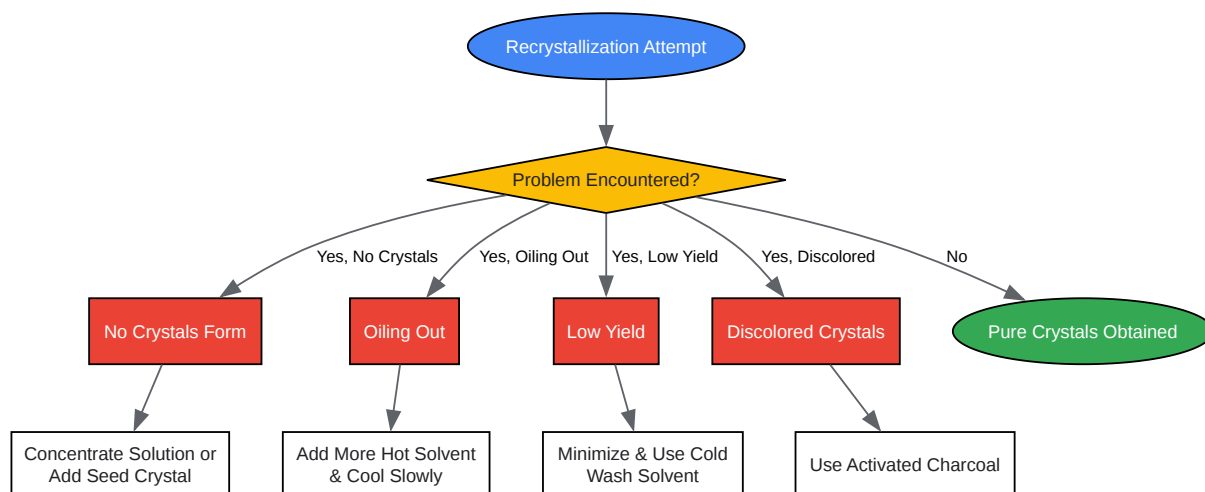 Recrystallization Attempt
Problem Encountered?
Yes, No Crystals
Yes, Oiling Out
Yes, Low Yield
Yes, Discolored
No
No Crystals Form
Oiling Out
Low Yield
Discolored Crystals
Pure Crystals Obtained
Concentrate Solution or
Add Seed Crystal
Add More Hot Solvent
& Cool Slowly
Minimize & Use Cold
Wash Solvent
Use Activated Charcoal